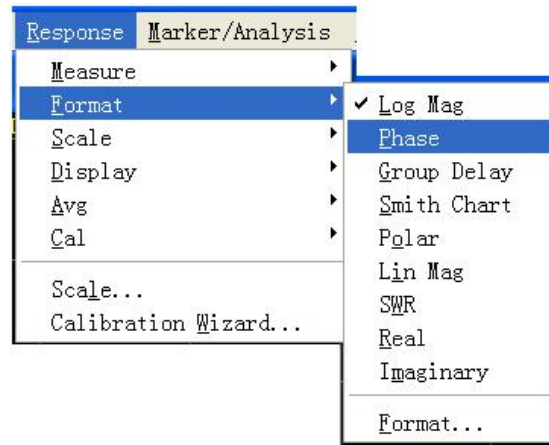 Response Marker/Analysis
Measure
Format
Scale
Display
Avg
Cal
Scale...
Calibration Wizard...
Log Mag
Phase
Group Delay
Smith Chart
Polar
Lin Mag
SWR
Real
Imaginary
Format...